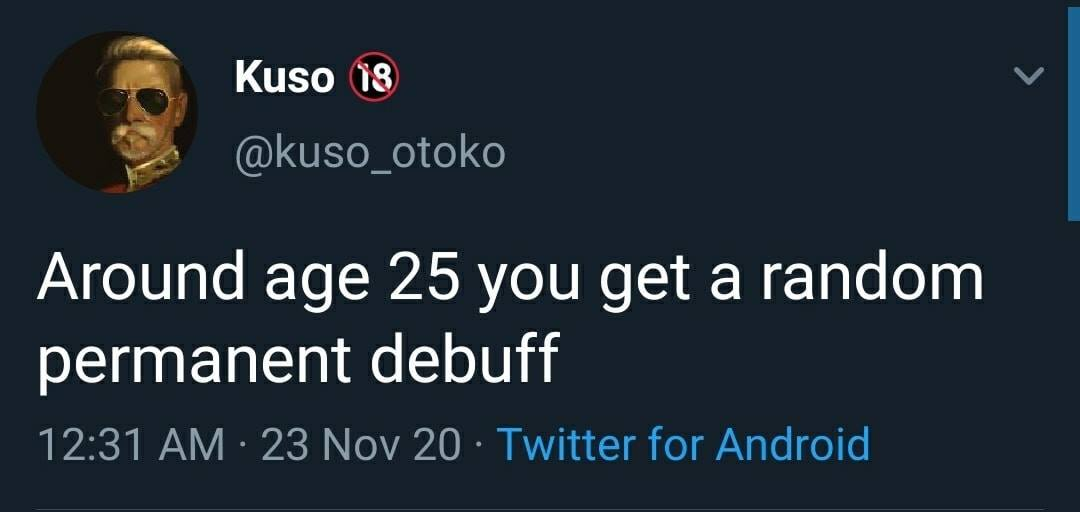 Kuso 🔞
@kuso_otoko
Around age 25 you get a random
permanent debuff
12:31 AM · 23 Nov 20 · Twitter for Android